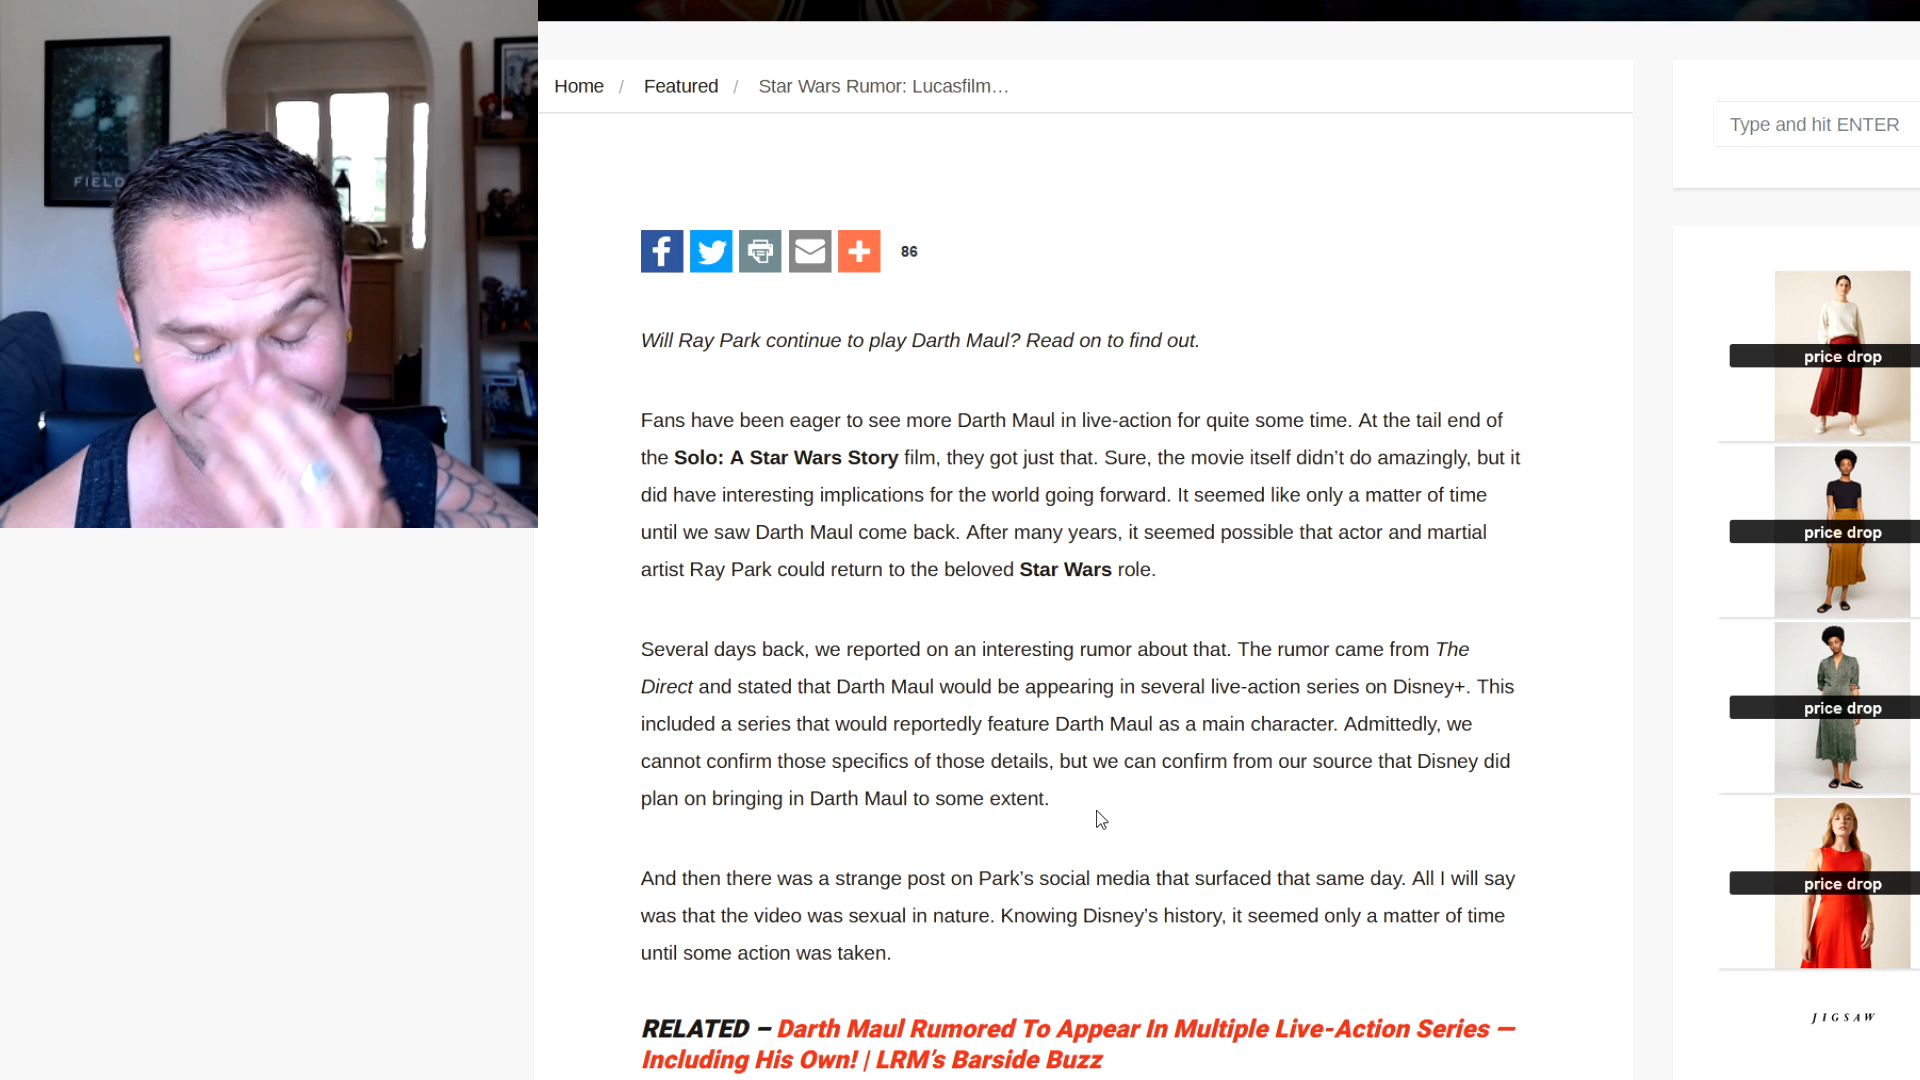 FIELD
Home / Featured / Star Wars Rumor: Lucasfilm…
Type and hit ENTER
86
Will Ray Park continue to play Darth Maul? Read on to find out.
Fans have been eager to see more Darth Maul in live-action for quite some time. At the tail end of
the Solo: A Star Wars Story film, they got just that. Sure, the movie itself didn’t do amazingly, but it
did have interesting implications for the world going forward. It seemed like only a matter of time
until we saw Darth Maul come back. After many years, it seemed possible that actor and martial
artist Ray Park could return to the beloved Star Wars role.
Several days back, we reported on an interesting rumor about that. The rumor came from The
Direct and stated that Darth Maul would be appearing in several live-action series on Disney+. This
included a series that would reportedly feature Darth Maul as a main character. Admittedly, we
cannot confirm those specifics of those details, but we can confirm from our source that Disney did
plan on bringing in Darth Maul to some extent.
And then there was a strange post on Park’s social media that surfaced that same day. All I will say
was that the video was sexual in nature. Knowing Disney’s history, it seemed only a matter of time
until some action was taken.
RELATED – Darth Maul Rumored To Appear In Multiple Live-Action Series —
Including His Own! | LRM’s Barside Buzz
price drop
price drop
price drop
price drop
JIGSAW